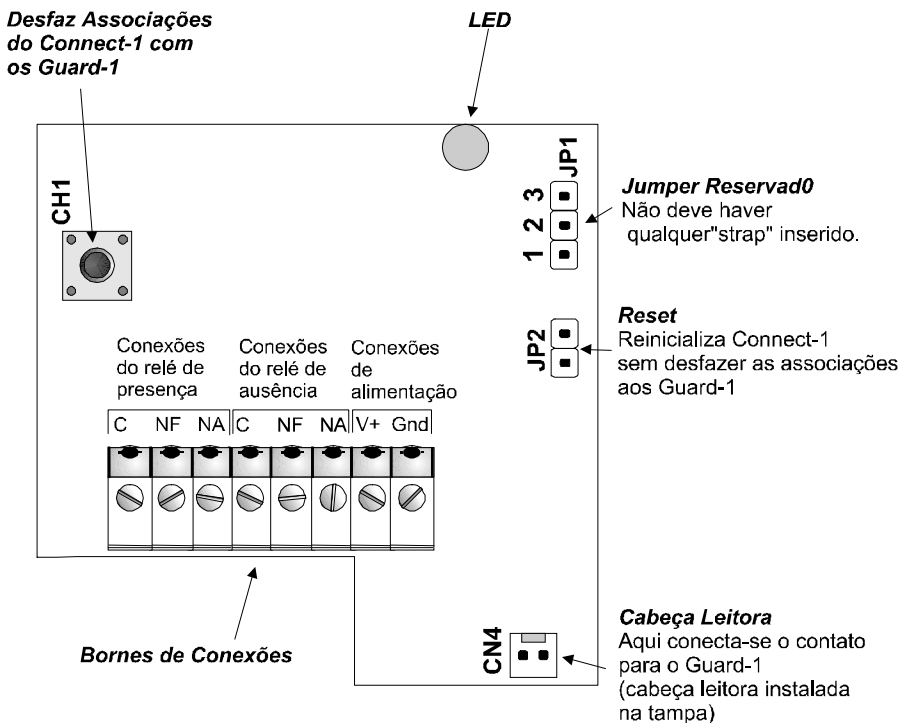 Desfaz Associações
do Connect-1 com
os Guard-1
LED
CH1
JP1
3
2
1
Jumper Reservad0
Não deve haver
qualquer"strap" inserido.
JP2
Reset
Reinicializa Connect-1
sem desfazer as associações
aos Guard-1
Conexões
do relé de
presença
Conexões
do relé de
ausência
Conexões
de
alimentação
C NF NA C NF NA V+ Gnd
Bornes de Conexões
CN4
Cabeça Leitora
Aqui conecta-se o contato
para o Guard-1
(cabeça leitora instalada
na tampa)